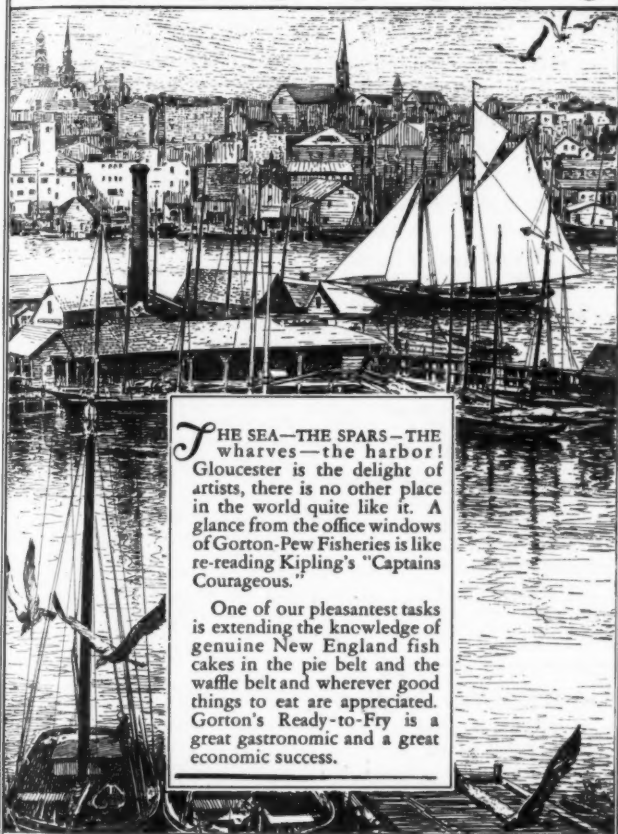 THE SEA—THE SPARS—THE
wharves—the harbor!
Gloucester is the delight of
artists, there is no other place
in the world quite like it. A
glance from the office windows
of Gorton-Pew Fisheries is like
re-reading Kipling's "Captains
Courageous."
One of our pleasantest tasks
is extending the knowledge of
genuine New England fish
cakes in the pie belt and the
waffle belt and wherever good
things to eat are appreciated.
Gorton's Ready-to-Fry is a
great gastronomic and a great
economic success.